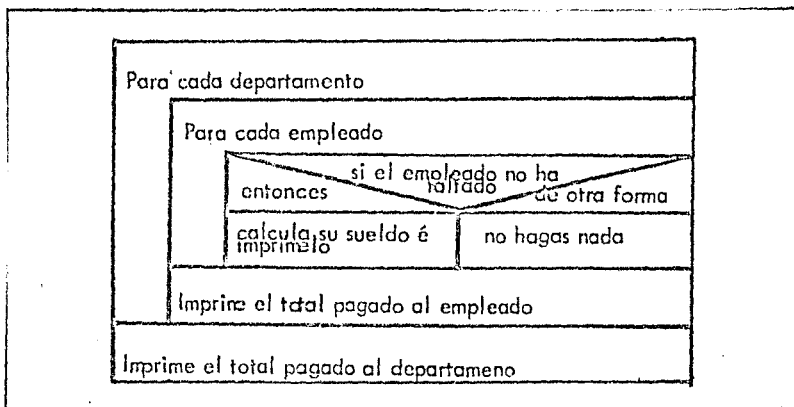 Para cada departamento
Para cada empleado
si el empleado no ha
faltado
entonces
de otra forma
calcula su sueldo é
imprimelo
no hagas nada
Imprime el total pagado al empleado
Imprime el total pagado al departameno